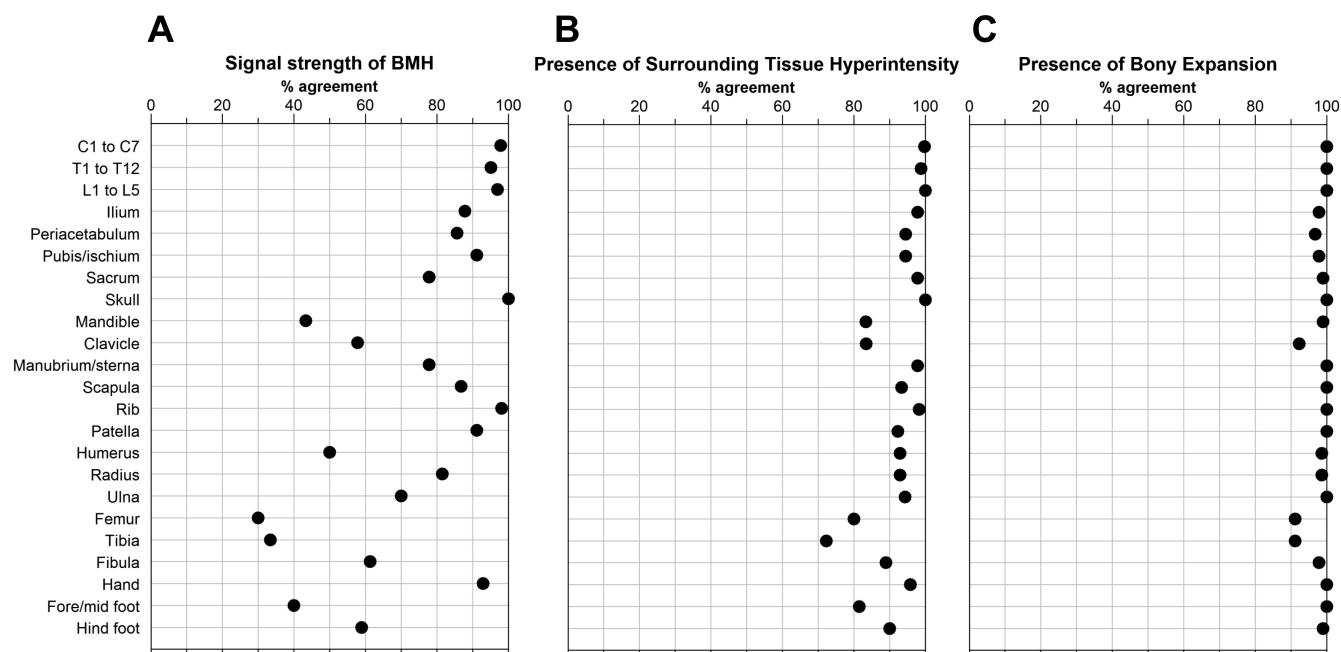 A
B
C
Signal strength of BMH
Presence of Surrounding Tissue Hyperintensity
Presence of Bony Expansion
% agreement
% agreement
% agreement
0 20 40 60 80 100
0 20 40 60 80 100
0 20 40 60 80 100
C1 to C7
T1 to T12
L1 to L5
Ilium
Periacetabulum
Pubis/ischium
Sacrum
Skull
Mandible
Clavicle
Manubrium/sterna
Scapula
Rib
Patella
Humerus
Radius
Ulna
Femur
Tibia
Fibula
Hand
Fore/mid foot
Hind foot